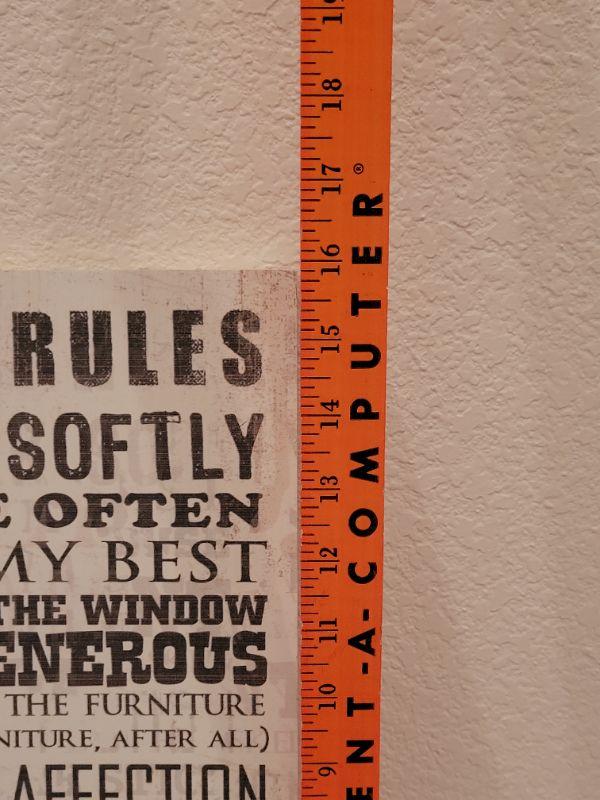 RULES
SOFTLY
E OFTEN
MY BEST
THE WINDOW
ENEROUS
THE FURNITURE
NITURE, AFTER ALL)
AFFECTION
ENT-A-COMPUTER®
9 10 11 12 13 14 15 16 17 18 19